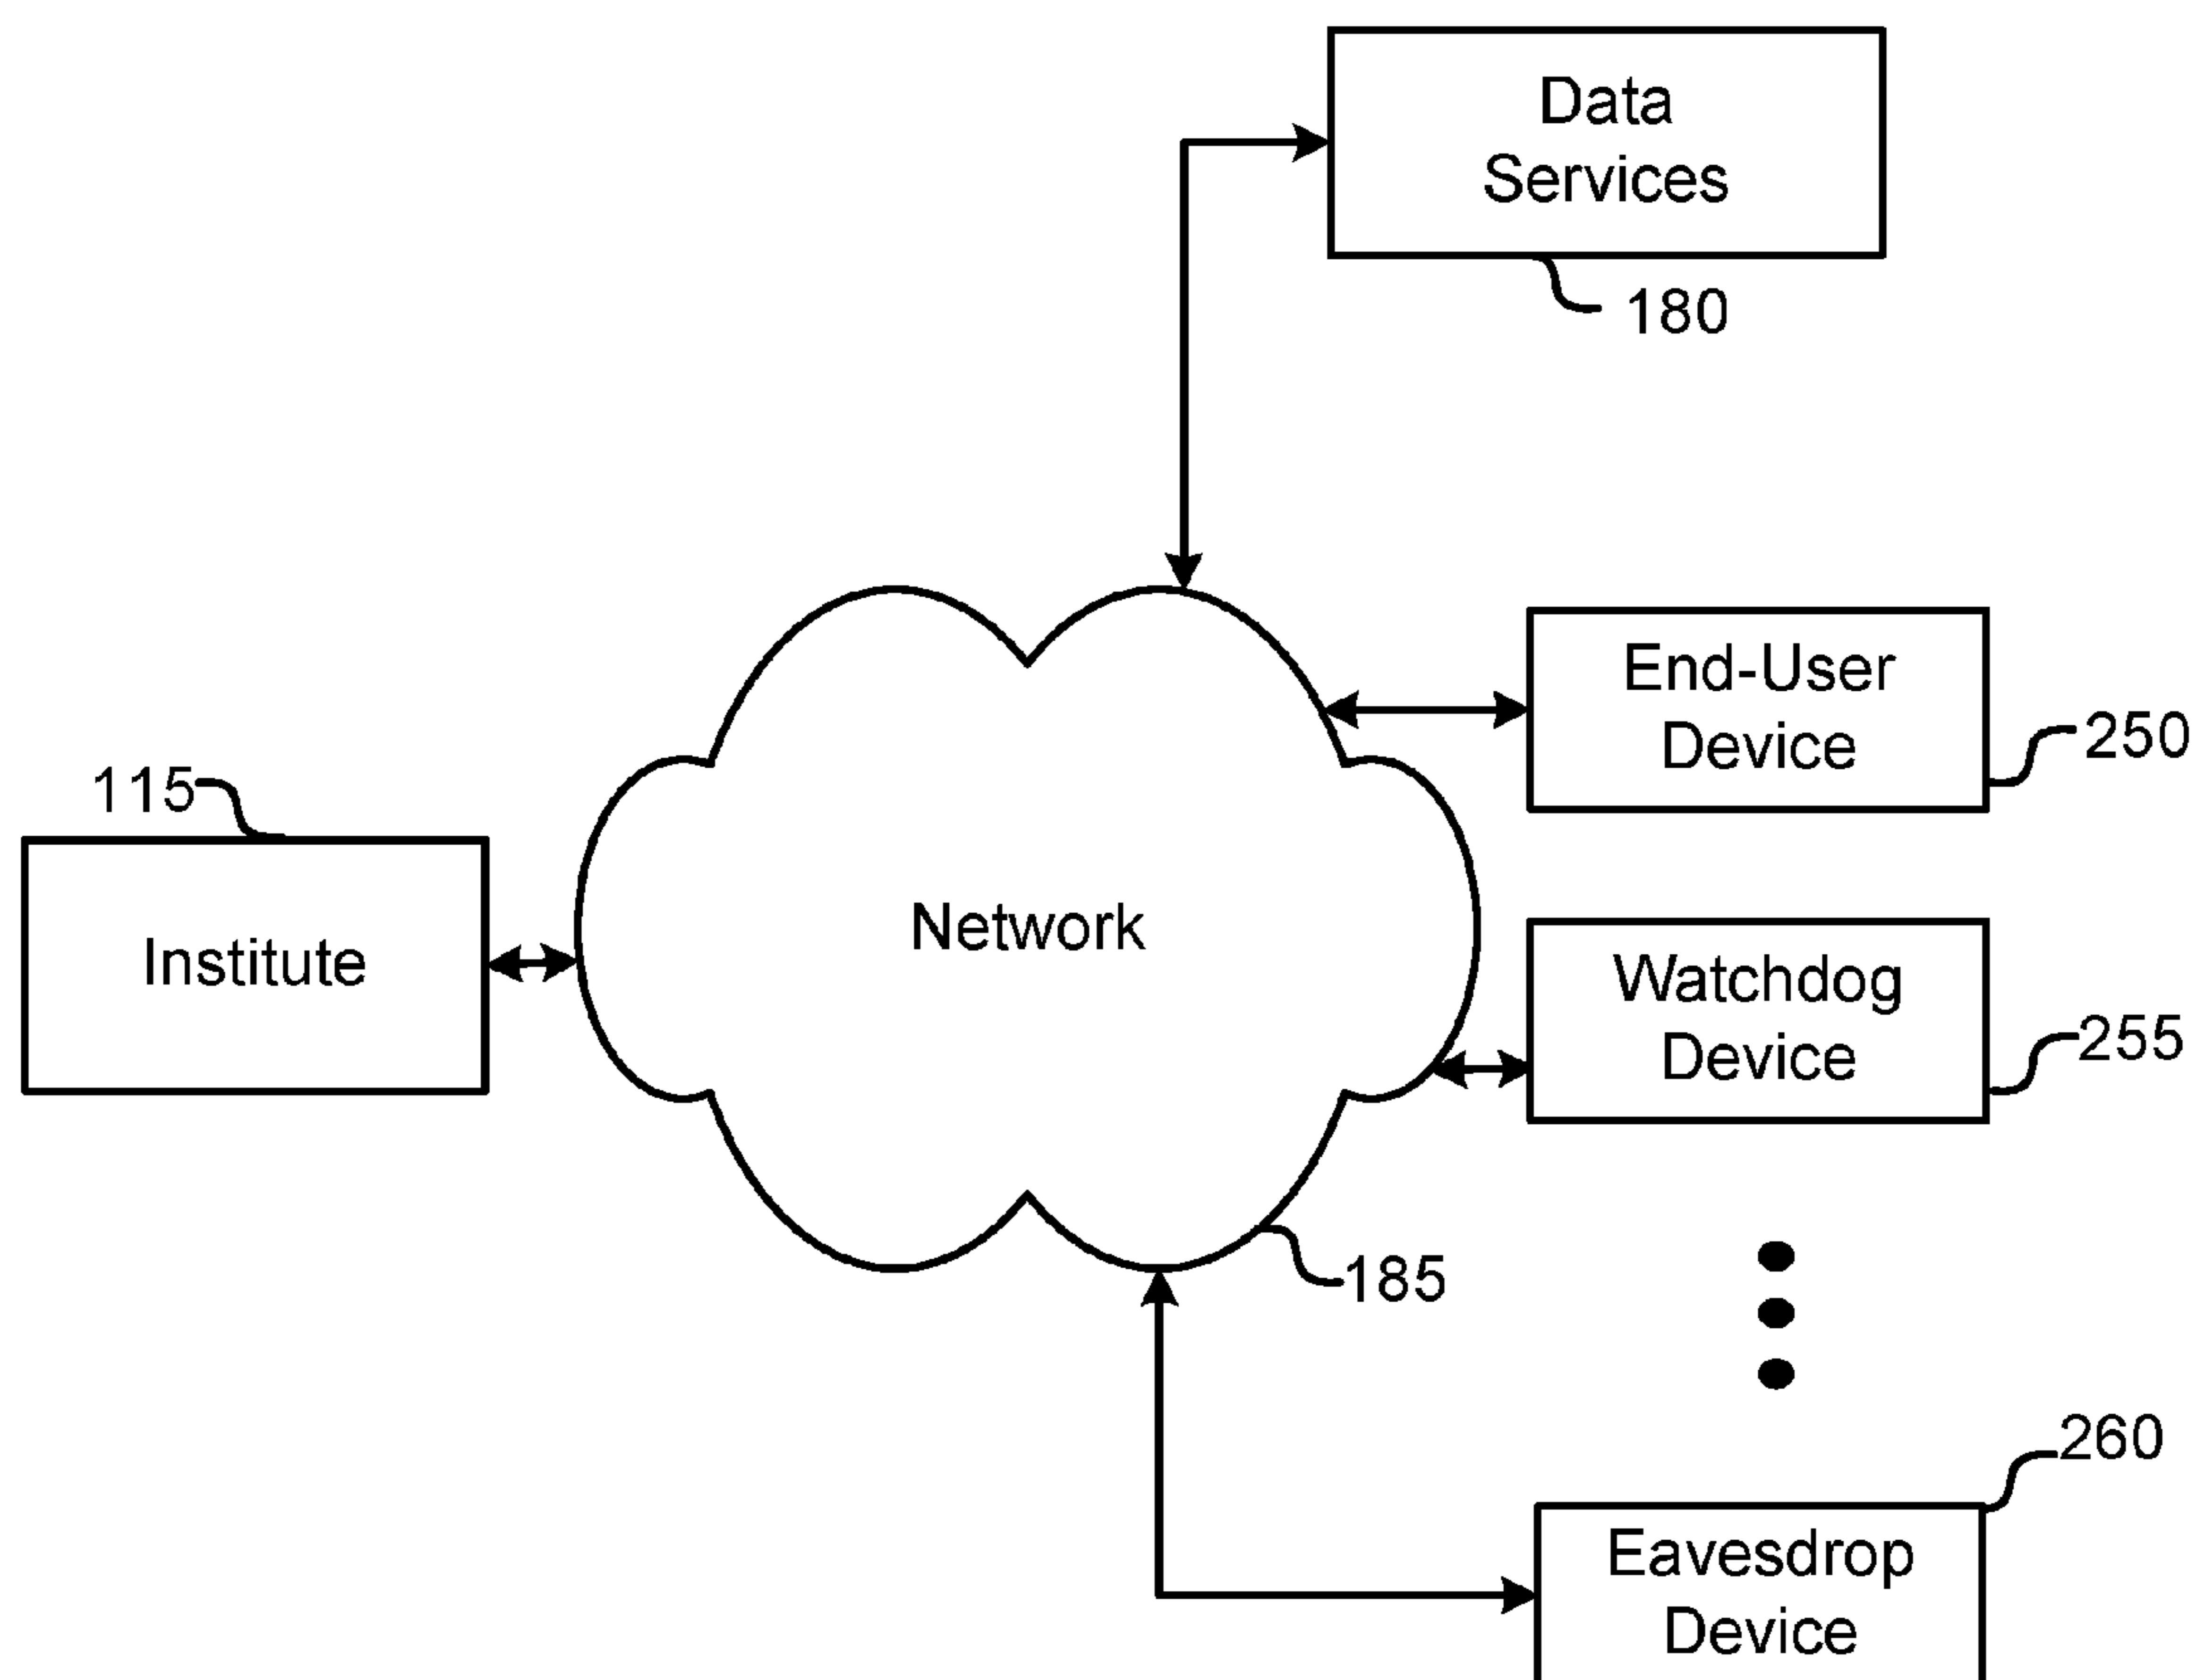 Data
Services
180
End-User
Device
250
115
Institute
Network
Watchdog
Device
255
185
260
Eavesdrop
Device